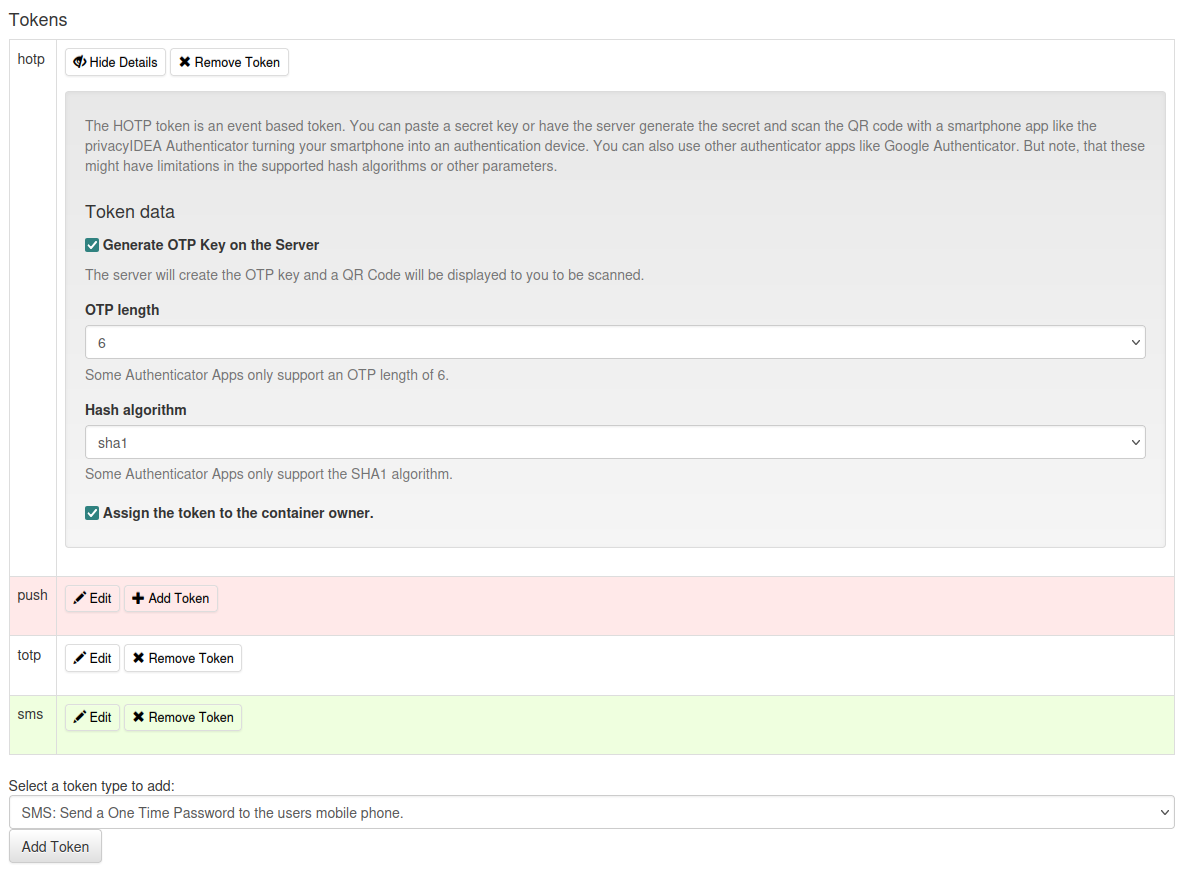 Tokens
hotp
Hide Details Remove Token
The HOTP token is an event based token. You can paste a secret key or have the server generate the secret and scan the QR code with a smartphone app like the
privacyIDEA Authenticator turning your smartphone into an authentication device. You can also use other authenticator apps like Google Authenticator. But note, that these
might have limitations in the supported hash algorithms or other parameters.
Token data
Generate OTP Key on the Server
The server will create the OTP key and a QR Code will be displayed to you to be scanned.
OTP length
6
Some Authenticator Apps only support an OTP length of 6.
Hash algorithm
sha1
Some Authenticator Apps only support the SHA1 algorithm.
Assign the token to the container owner.
push Edit Add Token
totp Edit Remove Token
sms Edit Remove Token
Select a token type to add:
SMS: Send a One Time Password to the users mobile phone.
Add Token